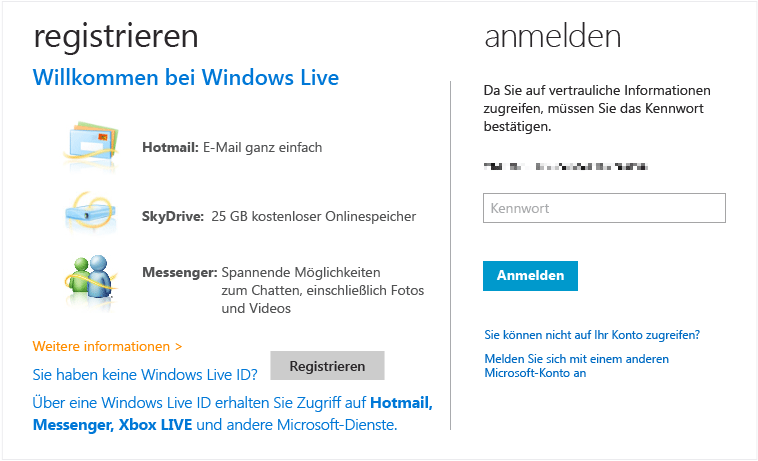 registrieren
Willkommen bei Windows Live
Hotmail: E-Mail ganz einfach
SkyDrive: 25 GB kostenloser Onlinespeicher
Messenger: Spannende Möglichkeiten
zum Chatten, einschließlich Fotos
und Videos
Weitere informationen >
Sie haben keine Windows Live ID?
Registrieren
Über eine Windows Live ID erhalten Sie Zugriff auf Hotmail,
Messenger, Xbox LIVE und andere Microsoft-Dienste.
anmelden
Da Sie auf vertrauliche Informationen
zugreifen, müssen Sie das Kennwort
bestätigen.
Kennwort
Anmelden
Sie können nicht auf Ihr Konto zugreifen?
Melden Sie sich mit einem anderen
Microsoft-Konto an